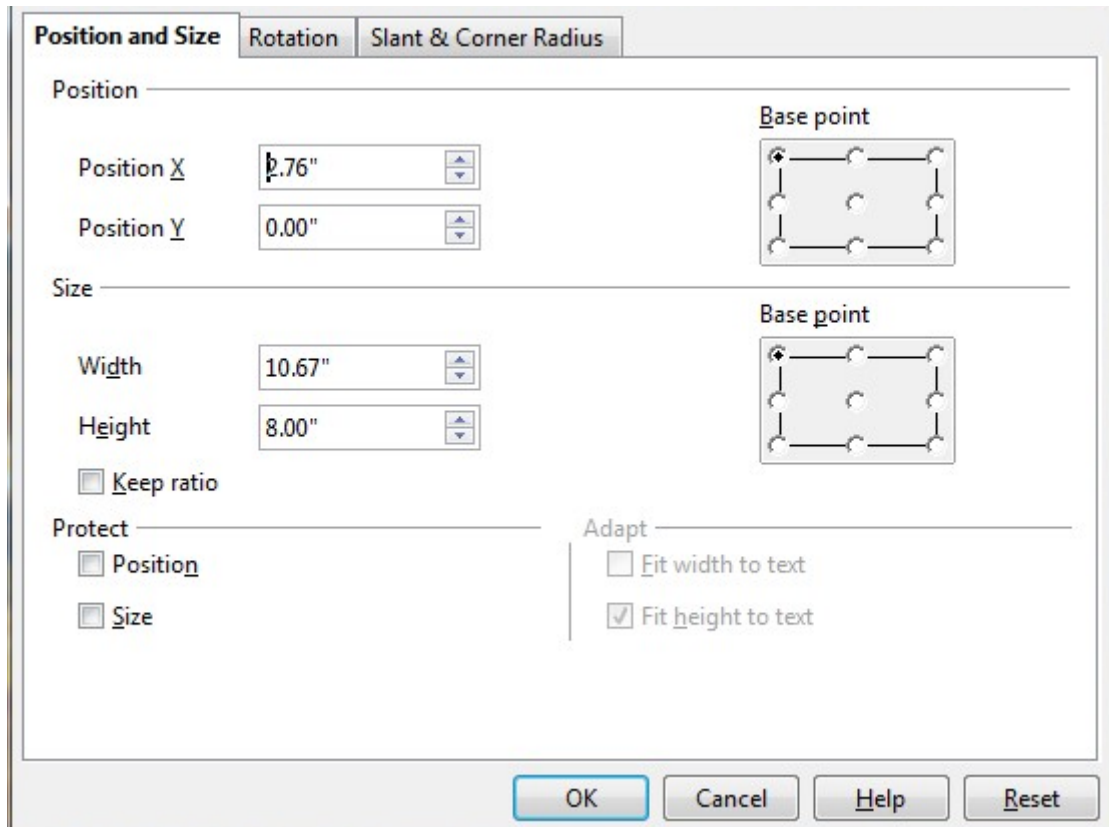 Position and Size Rotation Slant & Corner Radius
Position
Base point
Position X 2.76"
Position Y 0.00"
Size
Base point
Width 10.67"
Height 8.00"
Keep ratio
Protect Adapt
Position Fit width to text
Size Fit height to text
OK Cancel Help Reset